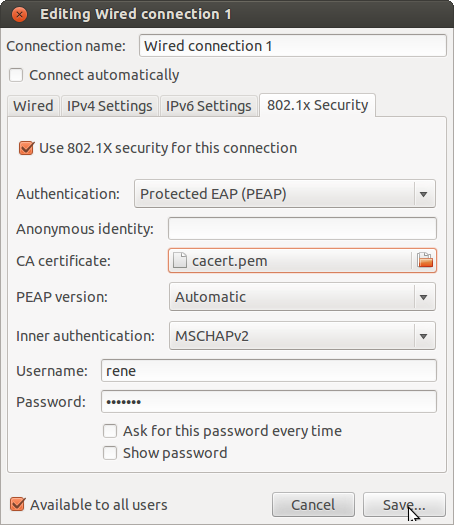 Editing Wired connection 1
Connection name: Wired connection 1
Connect automatically
Wired IPv4 Settings IPv6 Settings 802.1x Security
Use 802.1X security for this connection
Authentication: Protected EAP (PEAP)
Anonymous identity:
CA certificate: cacert.pem
PEAP version: Automatic
Inner authentication: MSCHAPv2
Username: rene
Password: •••••••
Ask for this password every time
Show password
Available to all users Cancel Save...